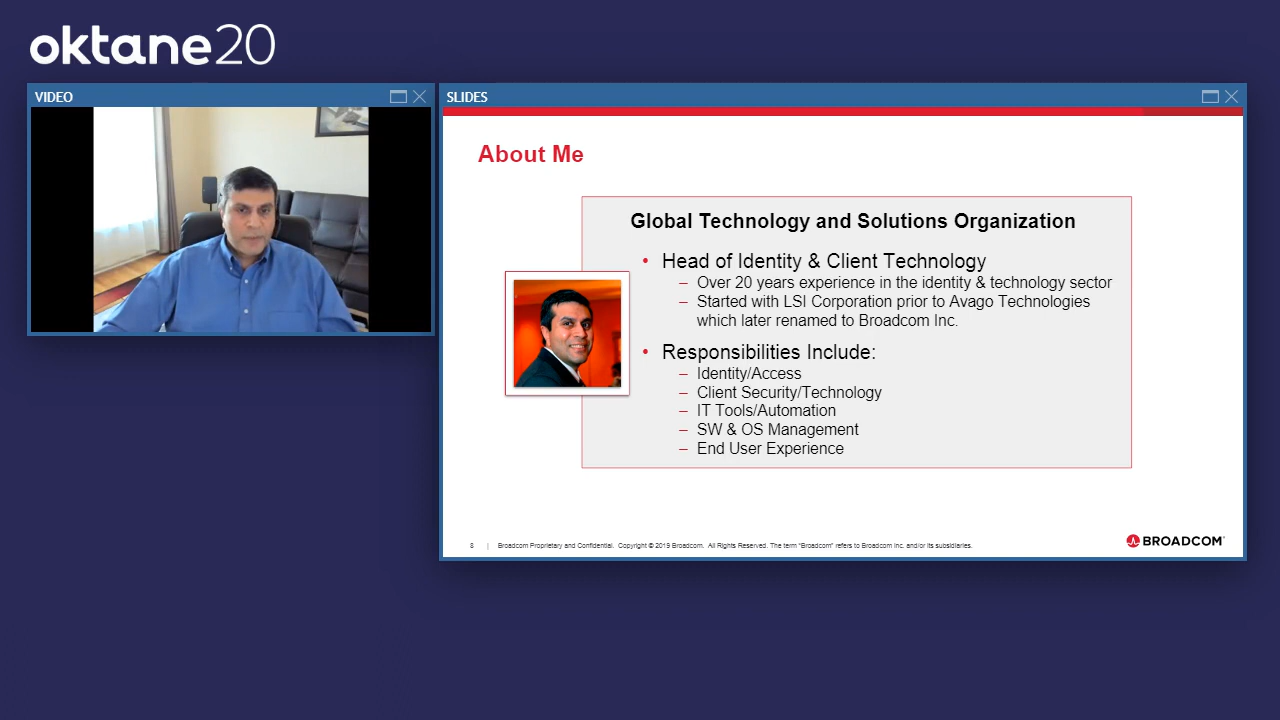 oktane20
VIDEO
SLIDES
About Me
Global Technology and Solutions Organization
• Head of Identity & Client Technology
– Over 20 years experience in the identity & technology sector
– Started with LSI Corporation prior to Avago Technologies
which later renamed to Broadcom Inc.
• Responsibilities Include:
– Identity/Access
– Client Security/Technology
– IT Tools/Automation
– SW & OS Management
– End User Experience
8 | Broadcom Proprietary and Confidential. Copyright © 2019 Broadcom. All Rights Reserved. The term “Broadcom” refers to Broadcom Inc. and/or its subsidiaries.
BROADCOM